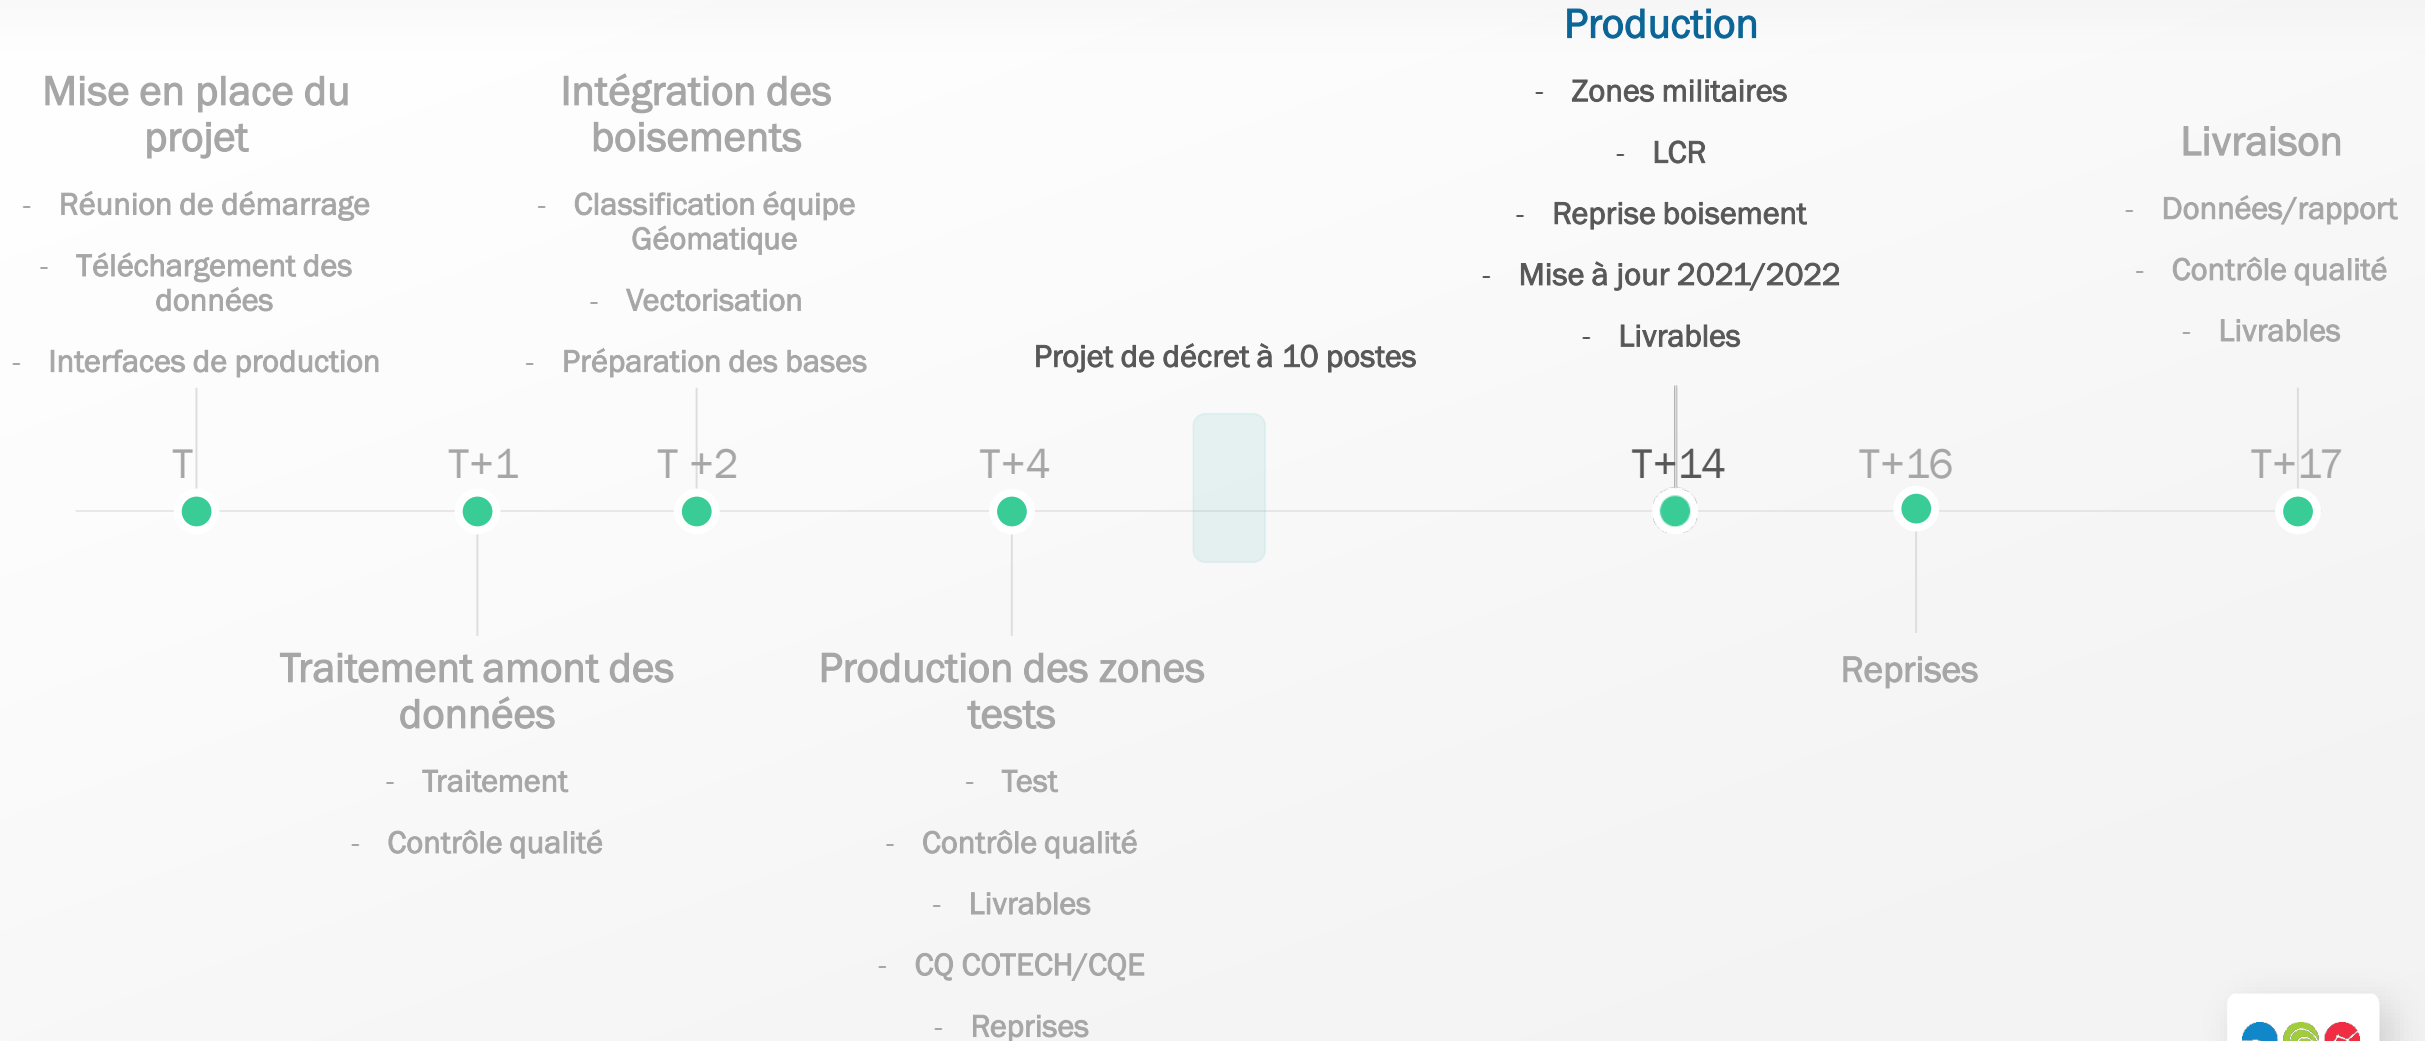 Mise en place du
projet
- Réunion de démarrage
- Téléchargement des
données
- Interfaces de production
T
T+1
Traitement amont des
données
- Traitement
- Contrôle qualité
Intégration des
boisements
- Classification équipe
Géomatique
- Vectorisation
- Préparation des bases
T +2
T+4
Production des zones
tests
- Test
- Contrôle qualité
- Livrables
- CQ COTECH/CQE
- Reprises
Projet de décret à 10 postes
Production
- Zones militaires
- LCR
- Reprise boisement
- Mise à jour 2021/2022
- Livrables
T+14
T+16
Reprises
Livraison
- Données/rapport
- Contrôle qualité
- Livrables
T+17